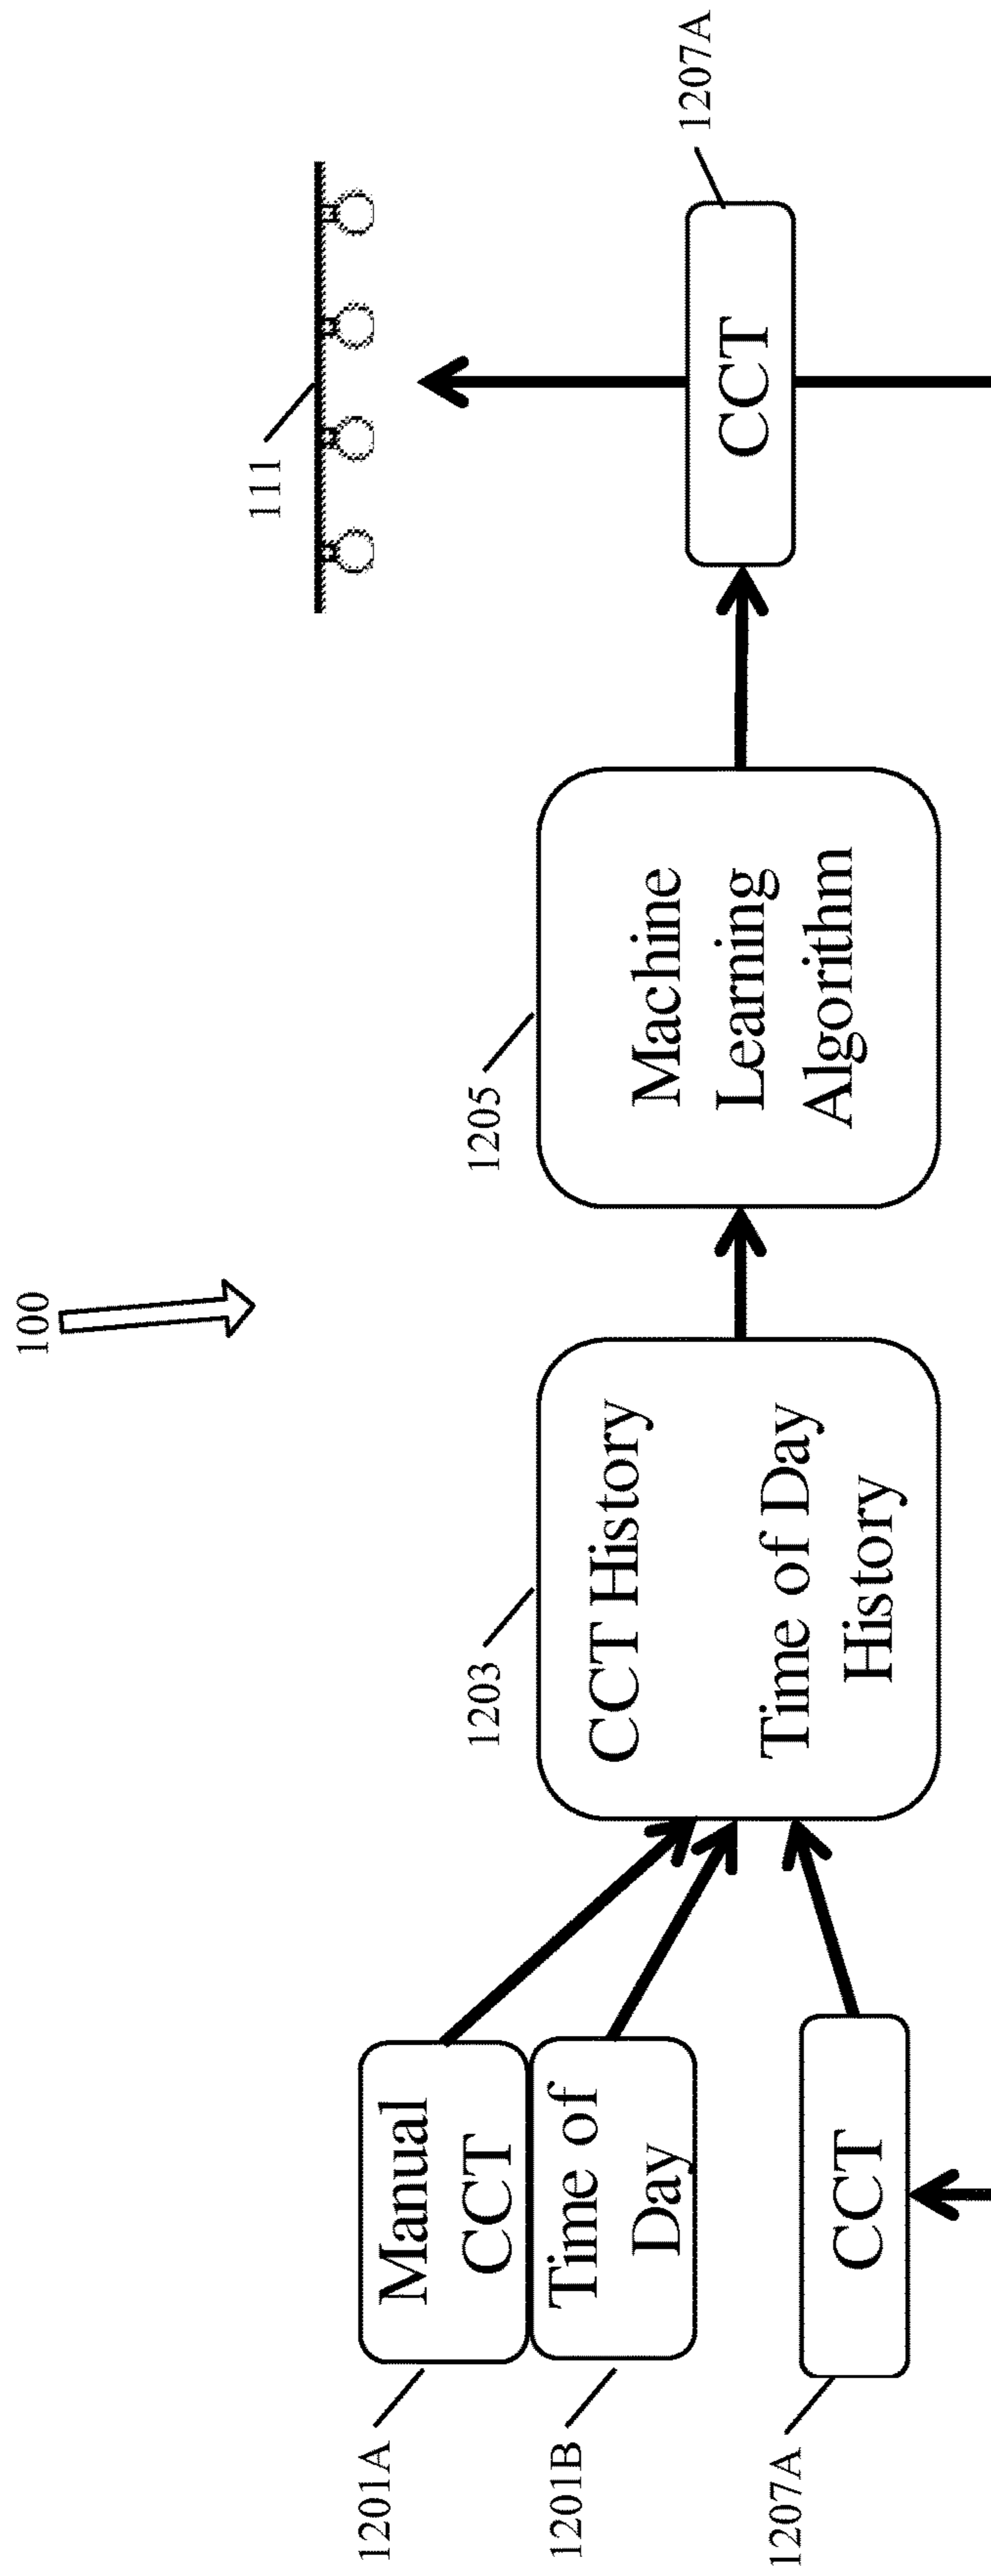 100
111
1201A
Manual
CCT
1201B
Time of
Day
1207A
CCT
1203
CCT History
Time of Day
History
1205
Machine
Learning
Algorithm
CCT
1207A